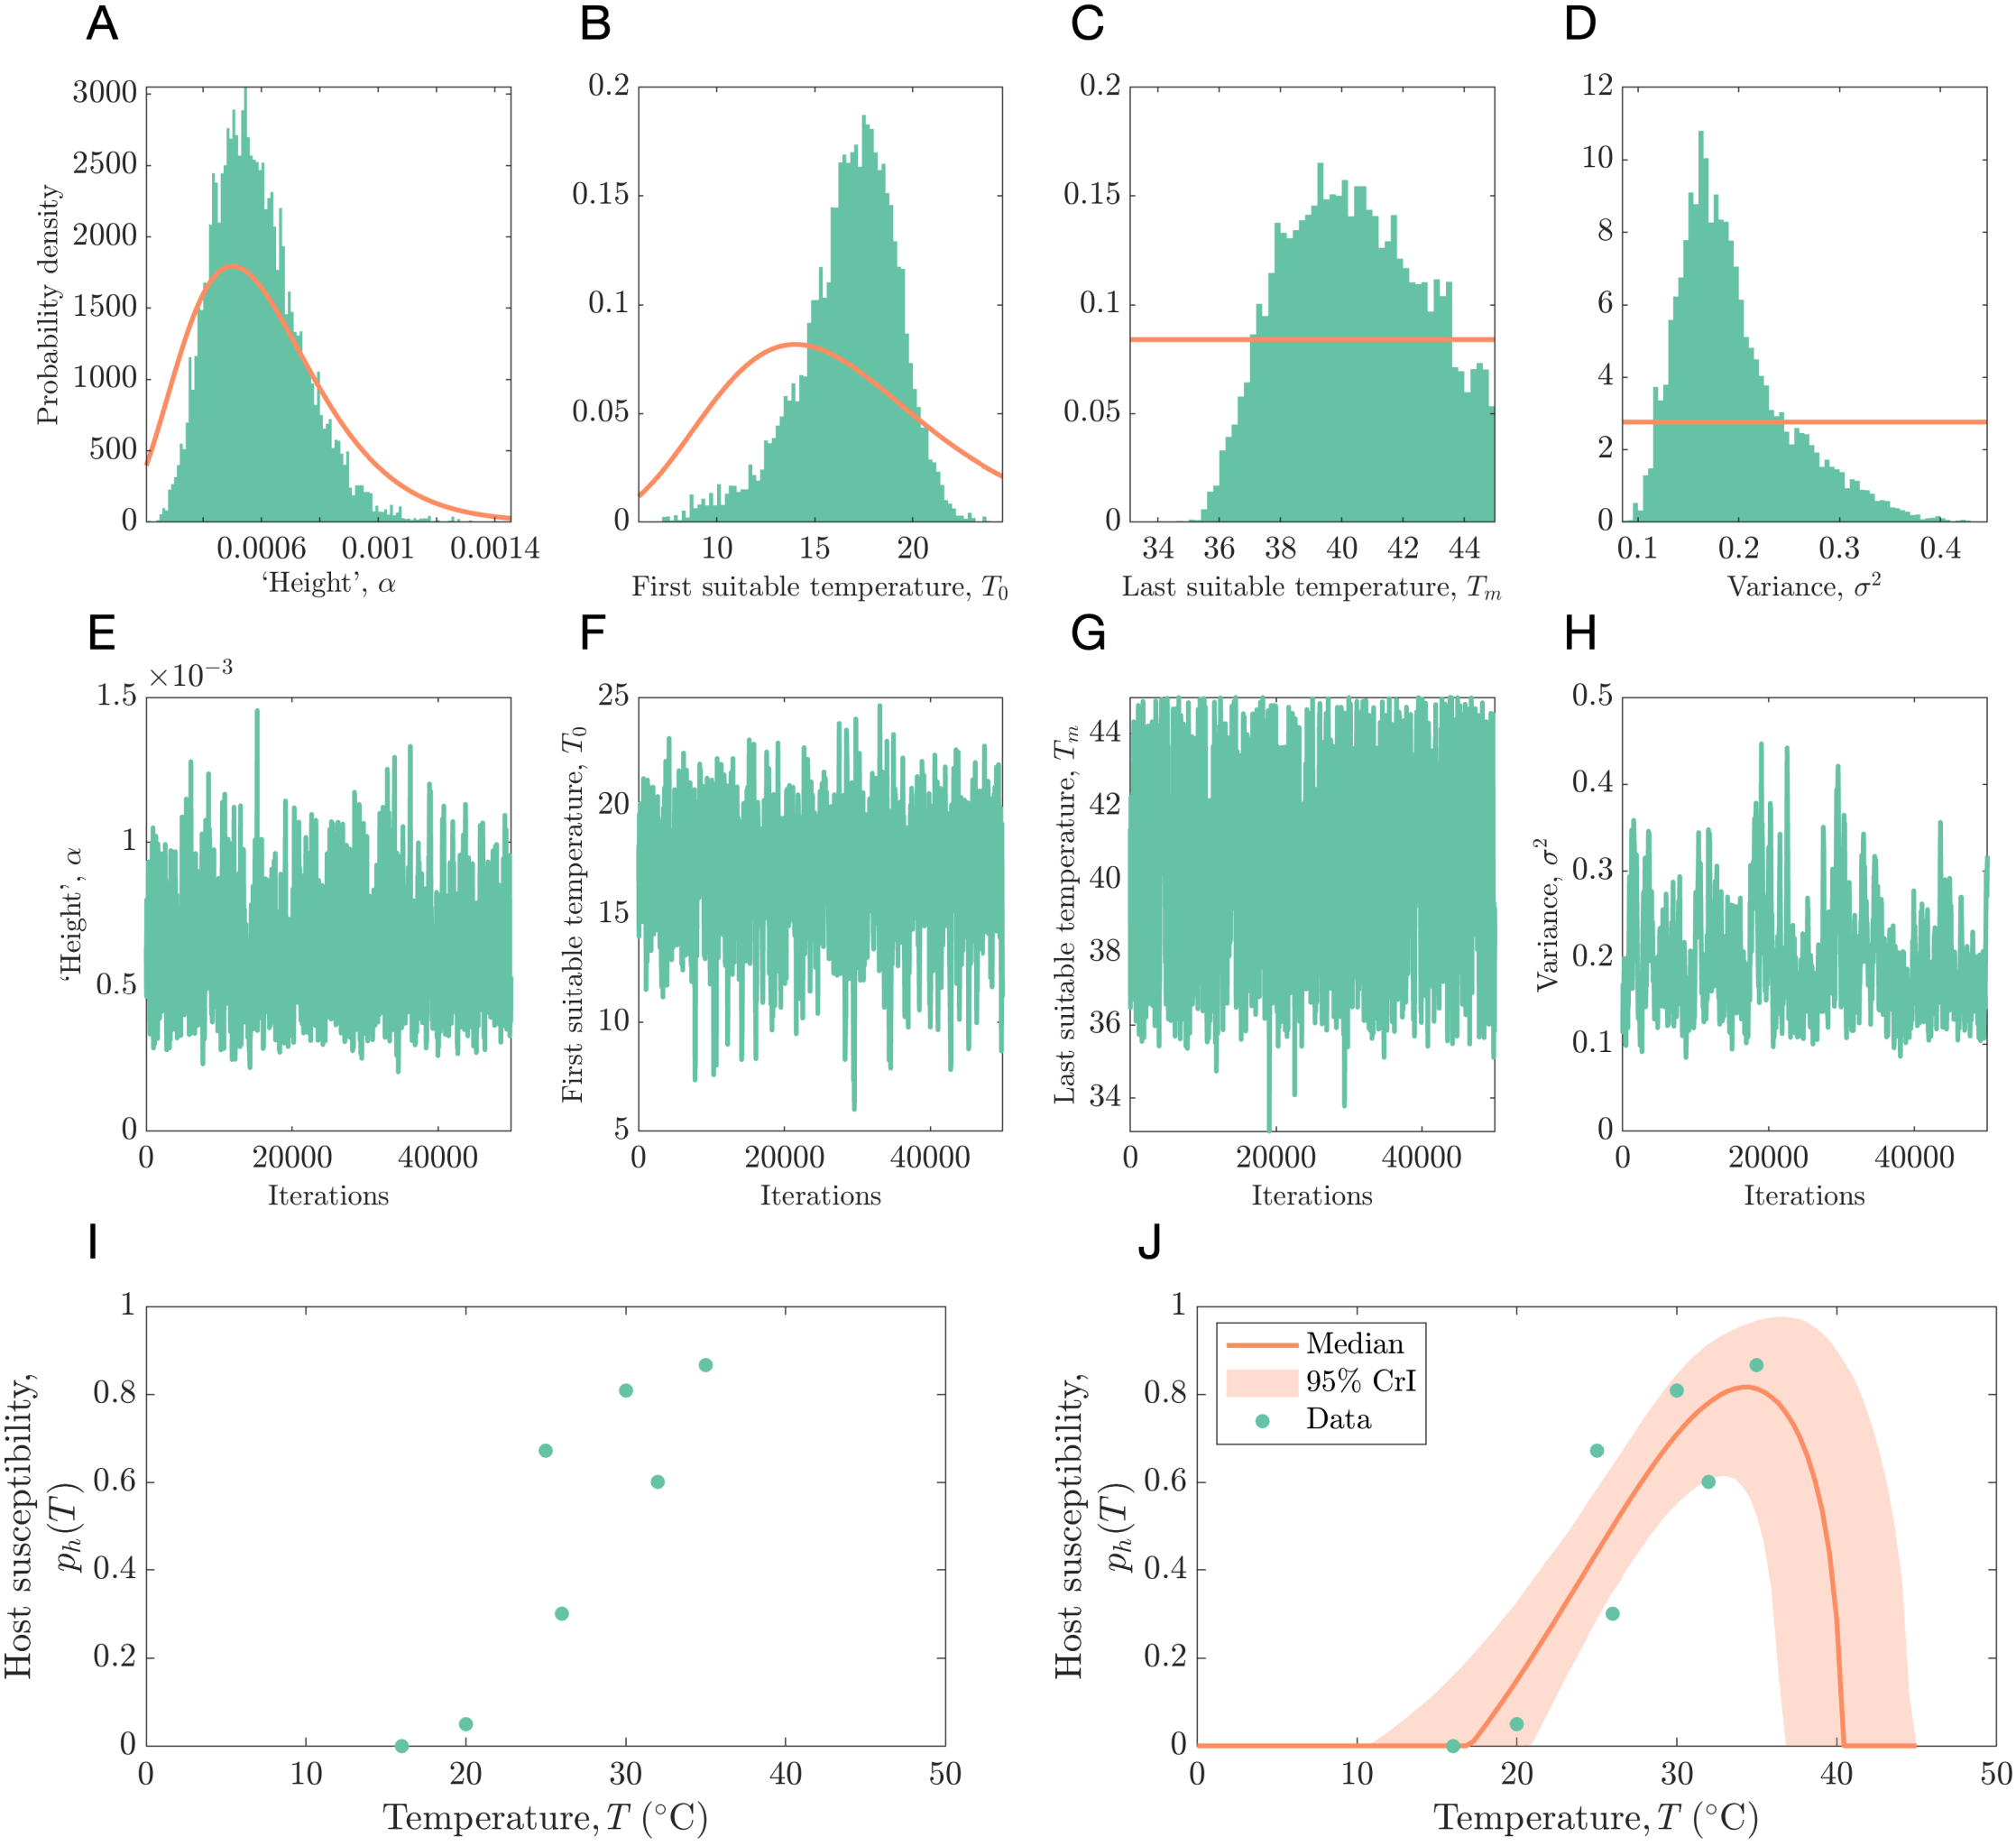 A
B
C
D
3000
2500
2000
1500
1000
500
0
Probability density
0.0006 0.001 0.0014
‘Height’, α
0.2
0.15
0.1
0.05
0
10 15 20
First suitable temperature, T₀
0.2
0.15
0.1
0.05
0
34 36 38 40 42 44
Last suitable temperature, Tₘ
12
10
8
6
4
2
0
0.1 0.2 0.3 0.4
Variance, σ²
E
F
G
H
×10⁻³
1.5
1
0.5
0
‘Height’, α
0 20000 40000
Iterations
25
20
15
10
5
First suitable temperature, T₀
0 20000 40000
Iterations
44
42
40
38
36
34
Last suitable temperature, Tₘ
0 20000 40000
Iterations
0.5
0.4
0.3
0.2
0.1
0
Variance, σ²
0 20000 40000
Iterations
I
1
0.8
0.6
0.4
0.2
0
Host susceptibility,
pₕ(T)
0 10 20 30 40 50
Temperature, T (°C)
J
1
0.8
0.6
0.4
0.2
0
Host susceptibility,
pₕ(T)
Median
95% CrI
Data
0 10 20 30 40 50
Temperature, T (°C)